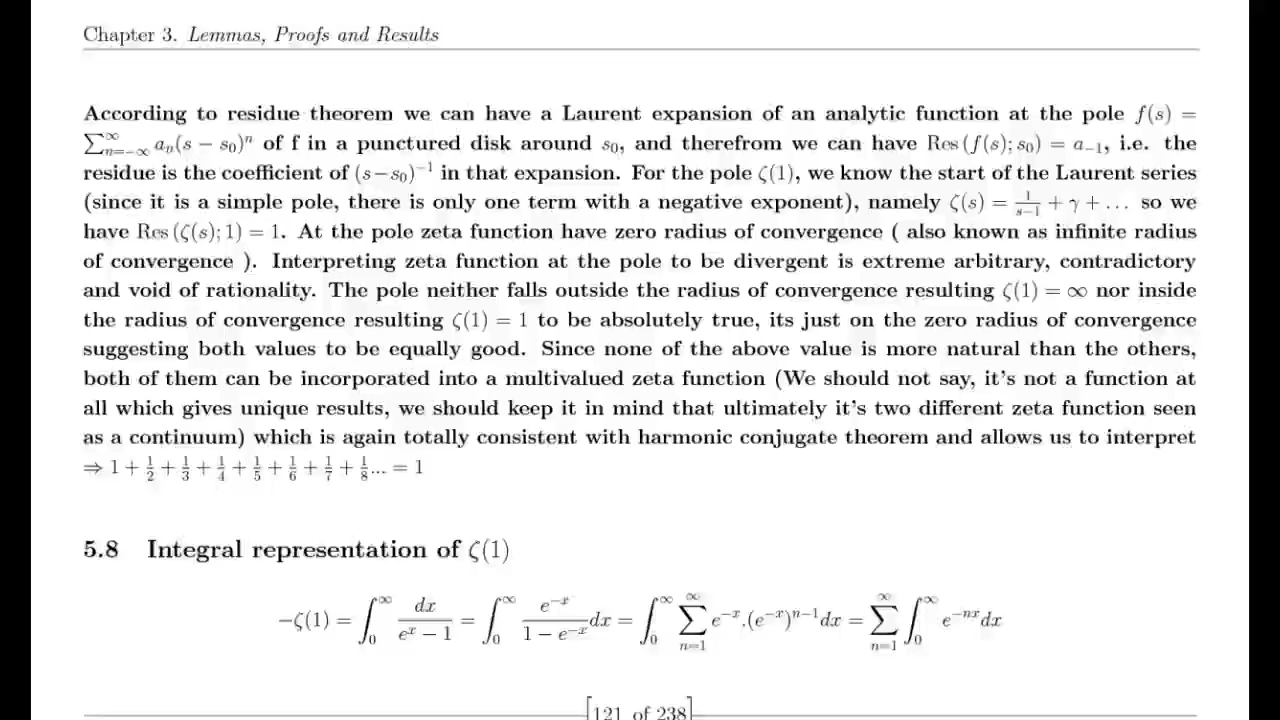 Chapter 3. Lemmas, Proofs and Results
According to residue theorem we can have a Laurent expansion of an analytic function at the pole f(s) =
∑_{n=−∞}^{∞} aₙ(s − s₀)ⁿ of f in a punctured disk around s₀, and therefrom we can have Res (f(s); s₀) = a₋₁, i.e. the
residue is the coefficient of (s−s₀)⁻¹ in that expansion. For the pole ζ(1), we know the start of the Laurent series
(since it is a simple pole, there is only one term with a negative exponent), namely ζ(s) = 1/(s−1) + γ + ... so we
have Res (ζ(s); 1) = 1. At the pole zeta function have zero radius of convergence ( also known as infinite radius
of convergence ). Interpreting zeta function at the pole to be divergent is extreme arbitrary, contradictory
and void of rationality. The pole neither falls outside the radius of convergence resulting ζ(1) = ∞ nor inside
the radius of convergence resulting ζ(1) = 1 to be absolutely true, its just on the zero radius of convergence
suggesting both values to be equally good. Since none of the above value is more natural than the others,
both of them can be incorporated into a multivalued zeta function (We should not say, it's not a function at
all which gives unique results, we should keep it in mind that ultimately it's two different zeta function seen
as a continuum) which is again totally consistent with harmonic conjugate theorem and allows us to interpret
⇒ 1 + 1/2 + 1/3 + 1/4 + 1/5 + 1/6 + 1/7 + 1/8... = 1
5.8 Integral representation of ζ(1)
−ζ(1) = ∫₀^∞ dx/(eˣ − 1) = ∫₀^∞ e⁻ˣ/(1 − e⁻ˣ) dx = ∫₀^∞ ∑_{n=1}^{∞} e⁻ˣ.(e⁻ˣ)ⁿ⁻¹dx = ∑_{n=1}^{∞} ∫₀^∞ e⁻ⁿˣdx
[121 of 238]